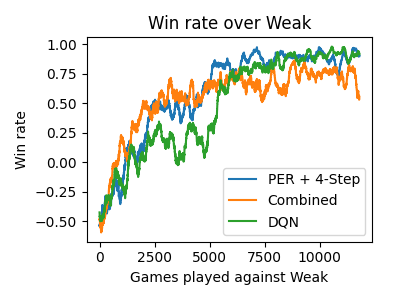 Win rate over Weak
1.00
0.75
0.50
0.25
0.00
−0.25
−0.50
Win rate
PER + 4-Step
Combined
DQN
0
2500
5000
7500
10000
Games played against Weak